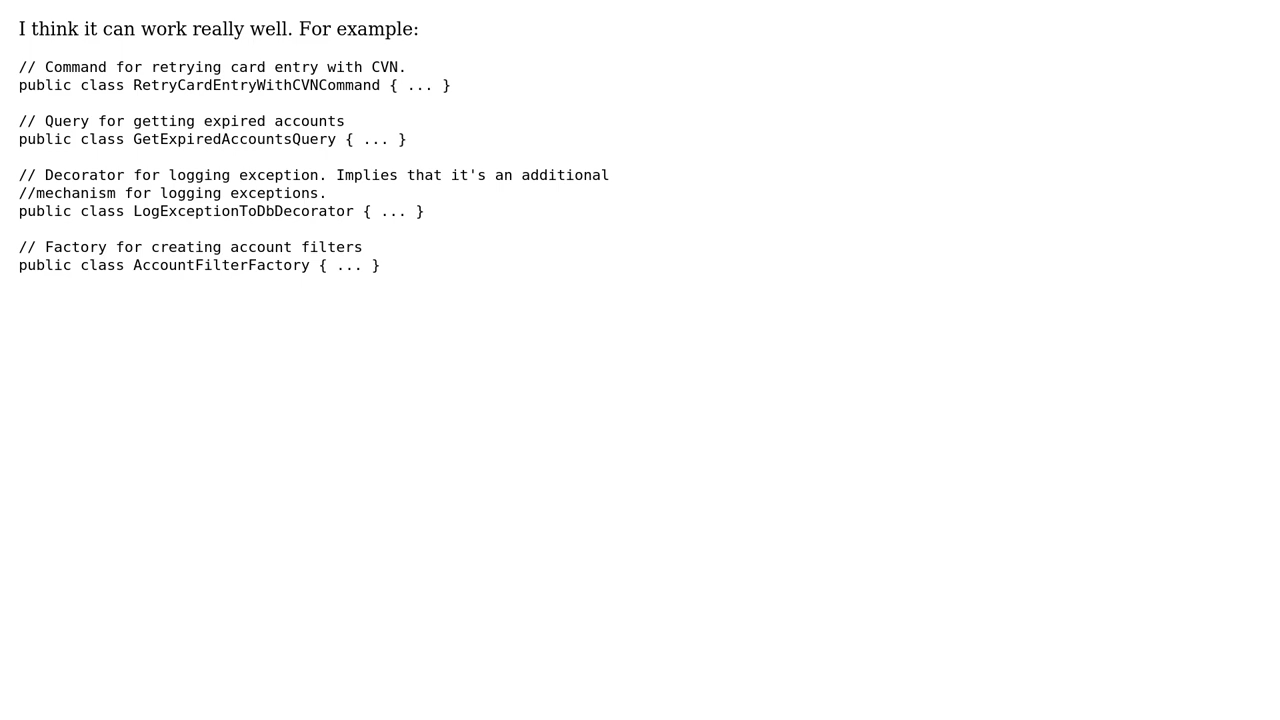 I think it can work really well. For example:
// Command for retrying card entry with CVN.
public class RetryCardEntryWithCVNCommand { ... }
// Query for getting expired accounts
public class GetExpiredAccountsQuery { ... }
// Decorator for logging exception. Implies that it's an additional
//mechanism for logging exceptions.
public class LogExceptionToDbDecorator { ... }
// Factory for creating account filters
public class AccountFilterFactory { ... }